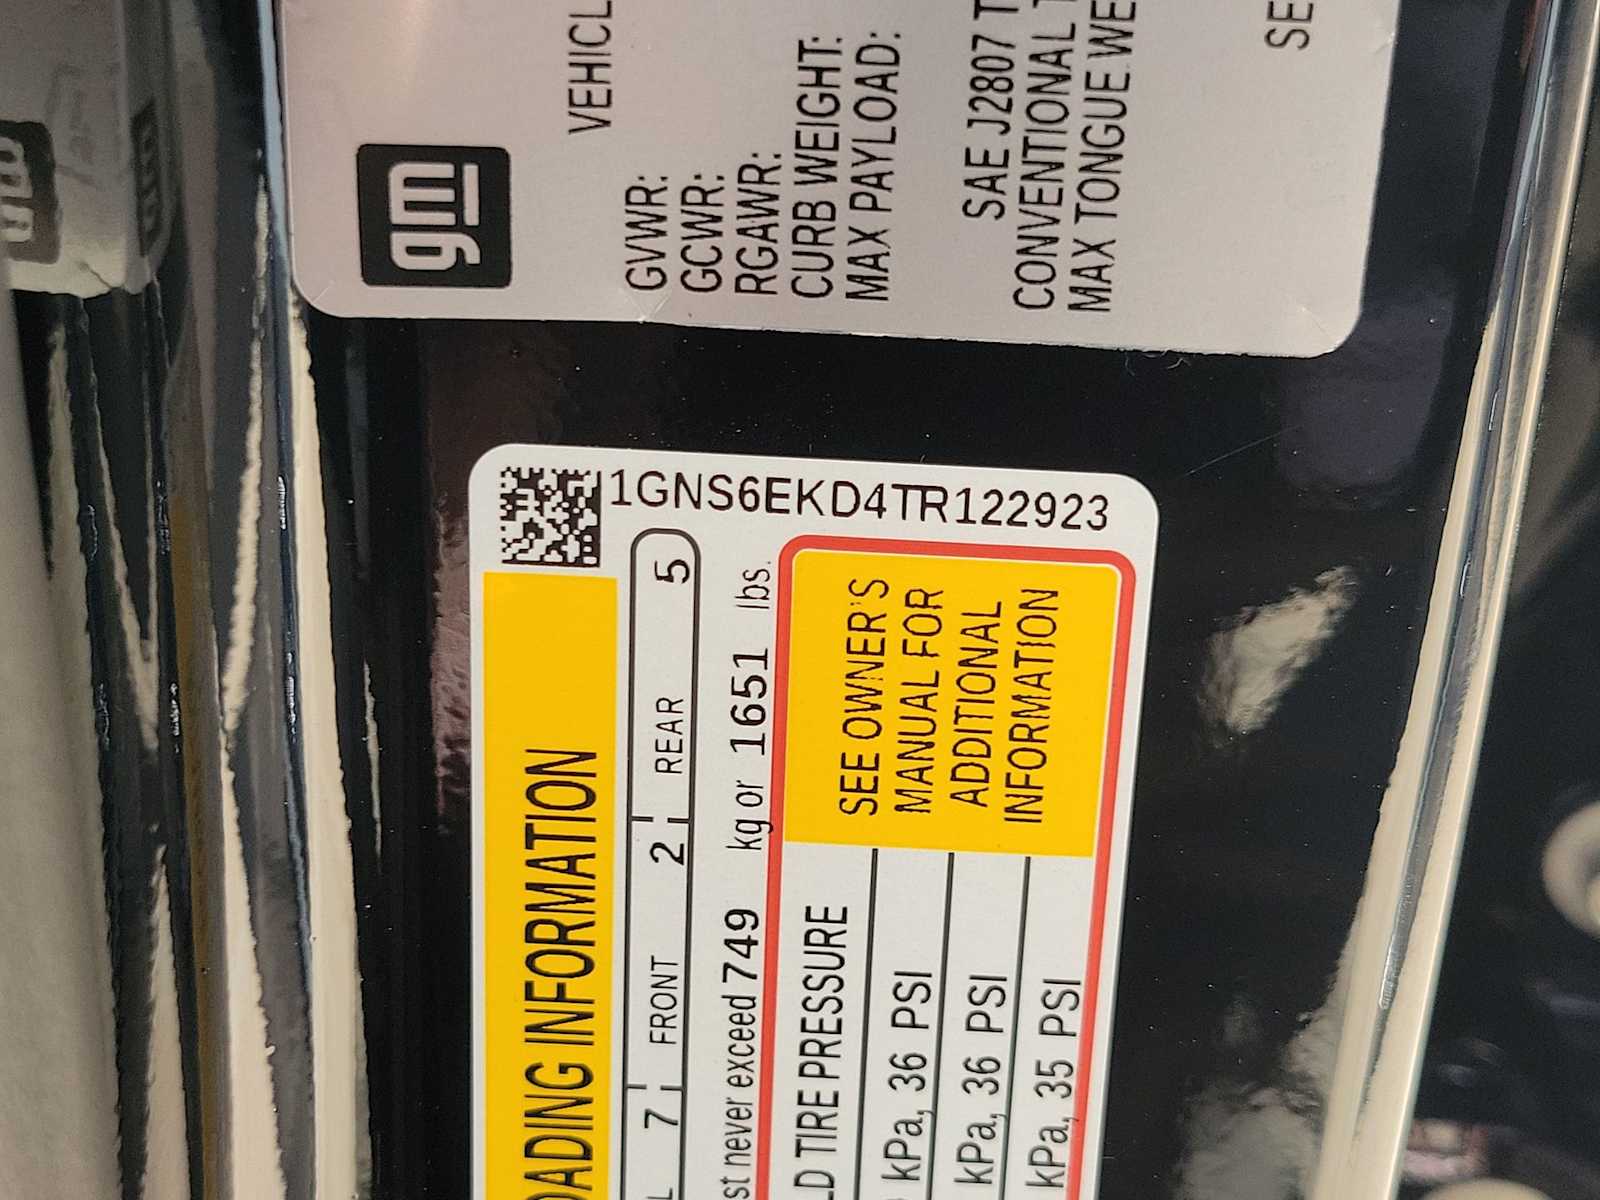 gm
VEHICL
GVWR:
GCWR:
RGAWR:
CURB WEIGHT:
MAX PAYLOAD:
SAE J2807 T
CONVENTIONAL
MAX TONGUE WE
SE
1GNS6EKD4TR122923
OADING INFORMATION
L 7 FRONT 2 REAR 5
st never exceed 749 kg or 1651 lbs.
LD TIRE PRESSURE
kPa, 36 PSI
kPa, 36 PSI
kPa, 35 PSI
SEE OWNER'S
MANUAL FOR
ADDITIONAL
INFORMATION